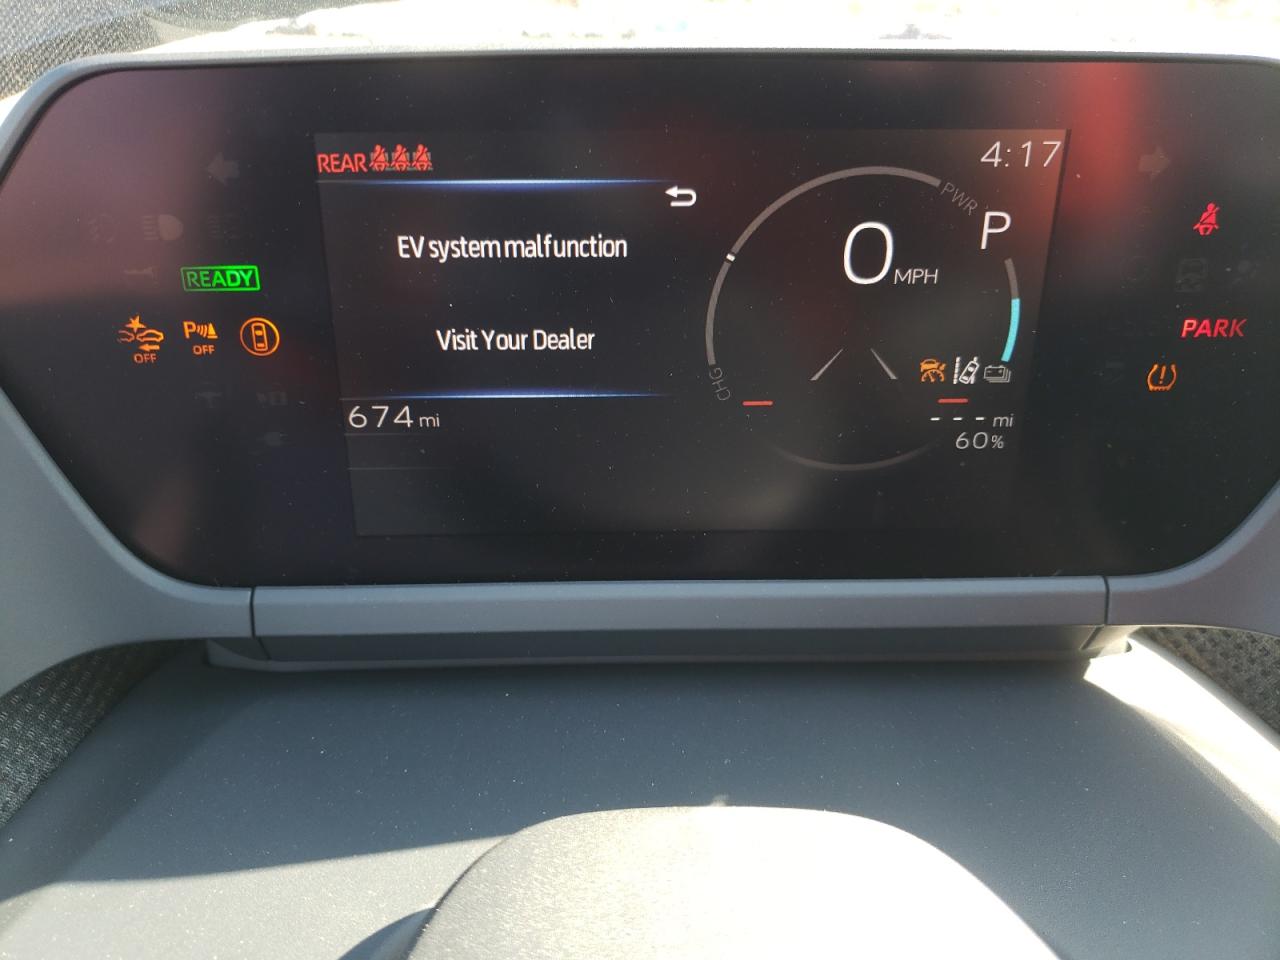 REAR
4:17
PWR
EV system malfunction
0 MPH
P
READY
P
OFF
OFF
PARK
Visit Your Dealer
CHG
674 mi
- - - mi
60%